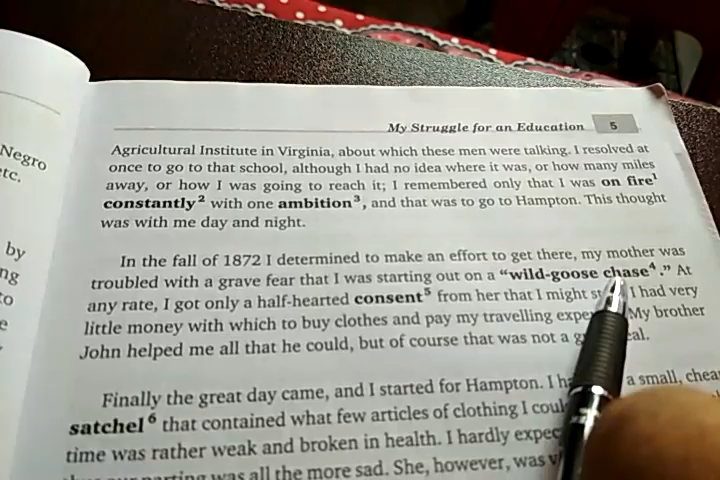 Negro
etc.
by
ng
to
e
My Struggle for an Education 5
Agricultural Institute in Virginia, about which these men were talking. I resolved at
once to go to that school, although I had no idea where it was, or how many miles
away, or how I was going to reach it; I remembered only that I was on fire¹
constantly² with one ambition³, and that was to go to Hampton. This thought
was with me day and night.
In the fall of 1872 I determined to make an effort to get there, my mother was
troubled with a grave fear that I was starting out on a “wild-goose chase⁴.” At
any rate, I got only a half-hearted consent⁵ from her that I might I had very
little money with which to buy clothes and pay my travelling My brother
John helped me all that he could, but of course that was not a
Finally the great day came, and I started for Hampton. I a small,
satchel⁶ that contained what few articles of clothing I
time was rather weak and broken in health. I hardly
parting was all the more sad. She, however, was